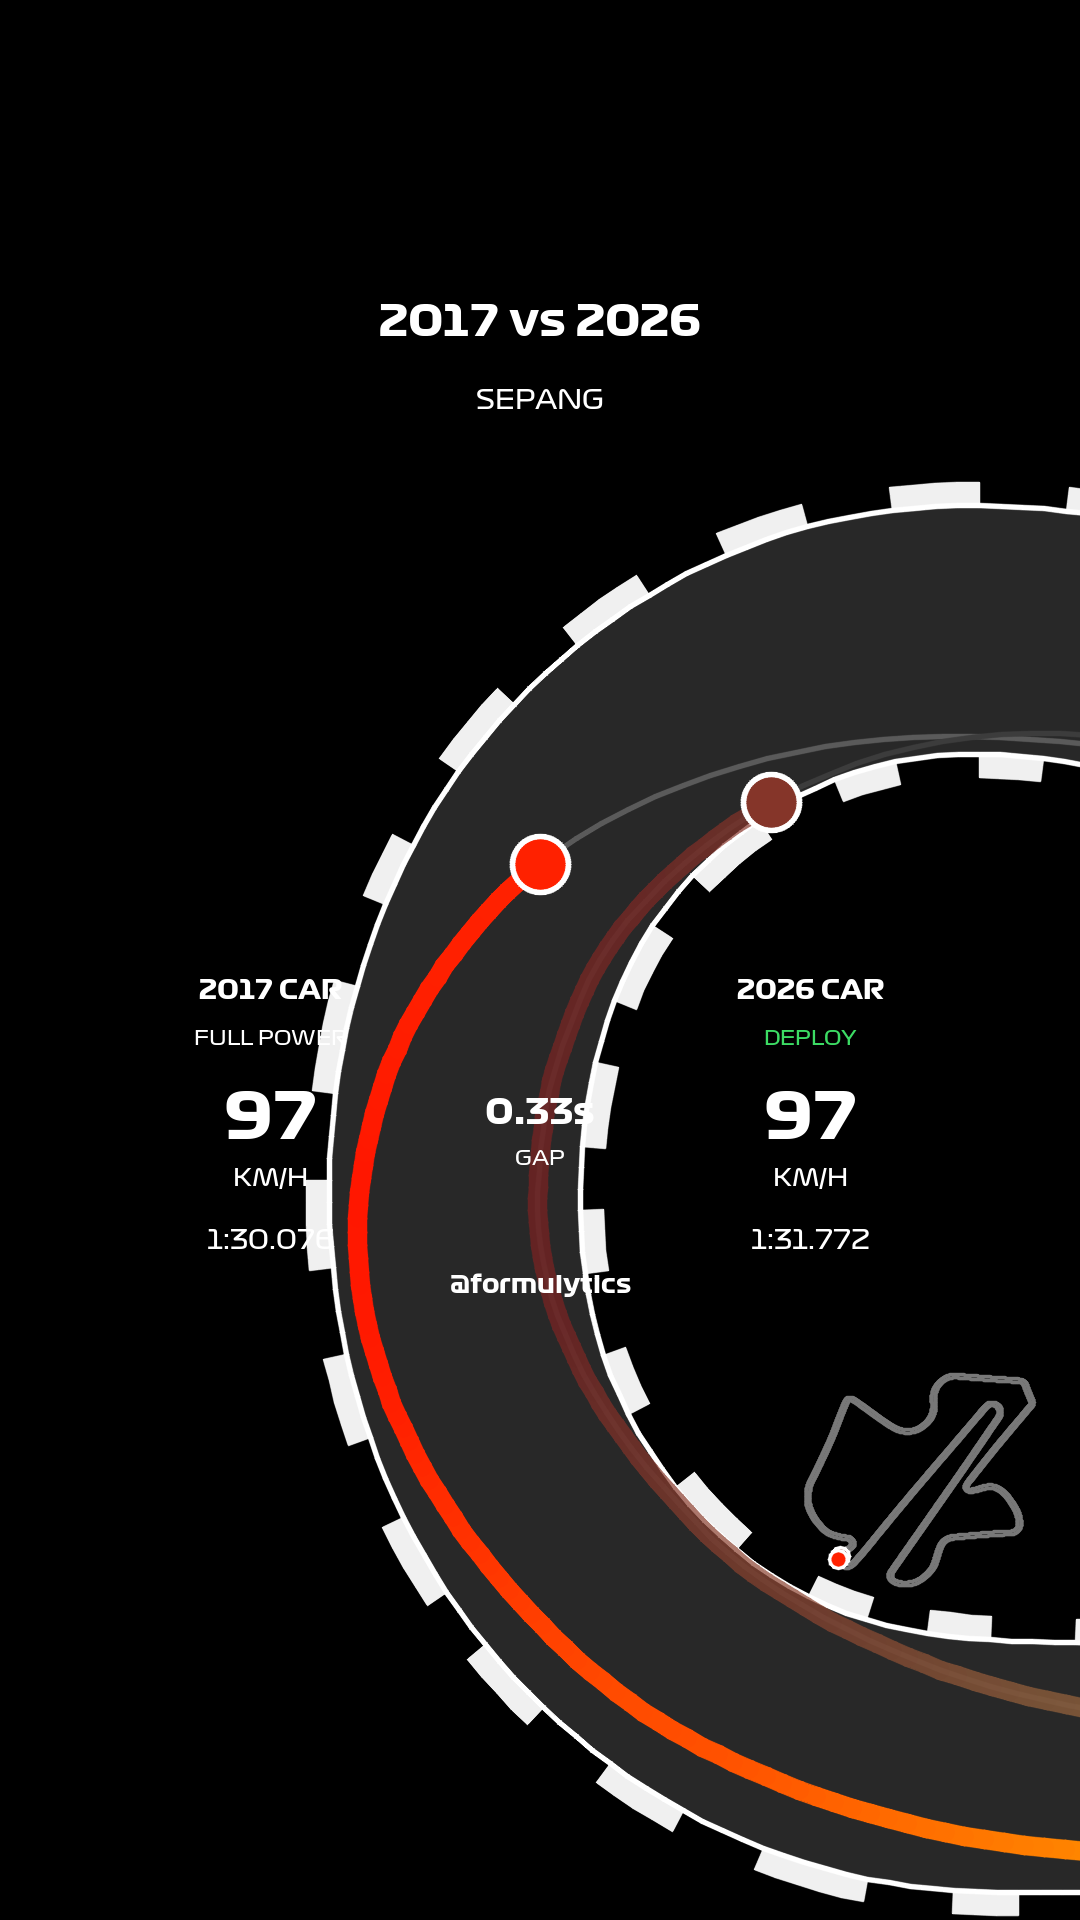 2017 vs 2026
SEPANG
2017 CAR
FULL POWER
97
KM/H
1:30.076
0.33s
GAP
@formulytics
2026 CAR
DEPLOY
97
KM/H
1:31.772